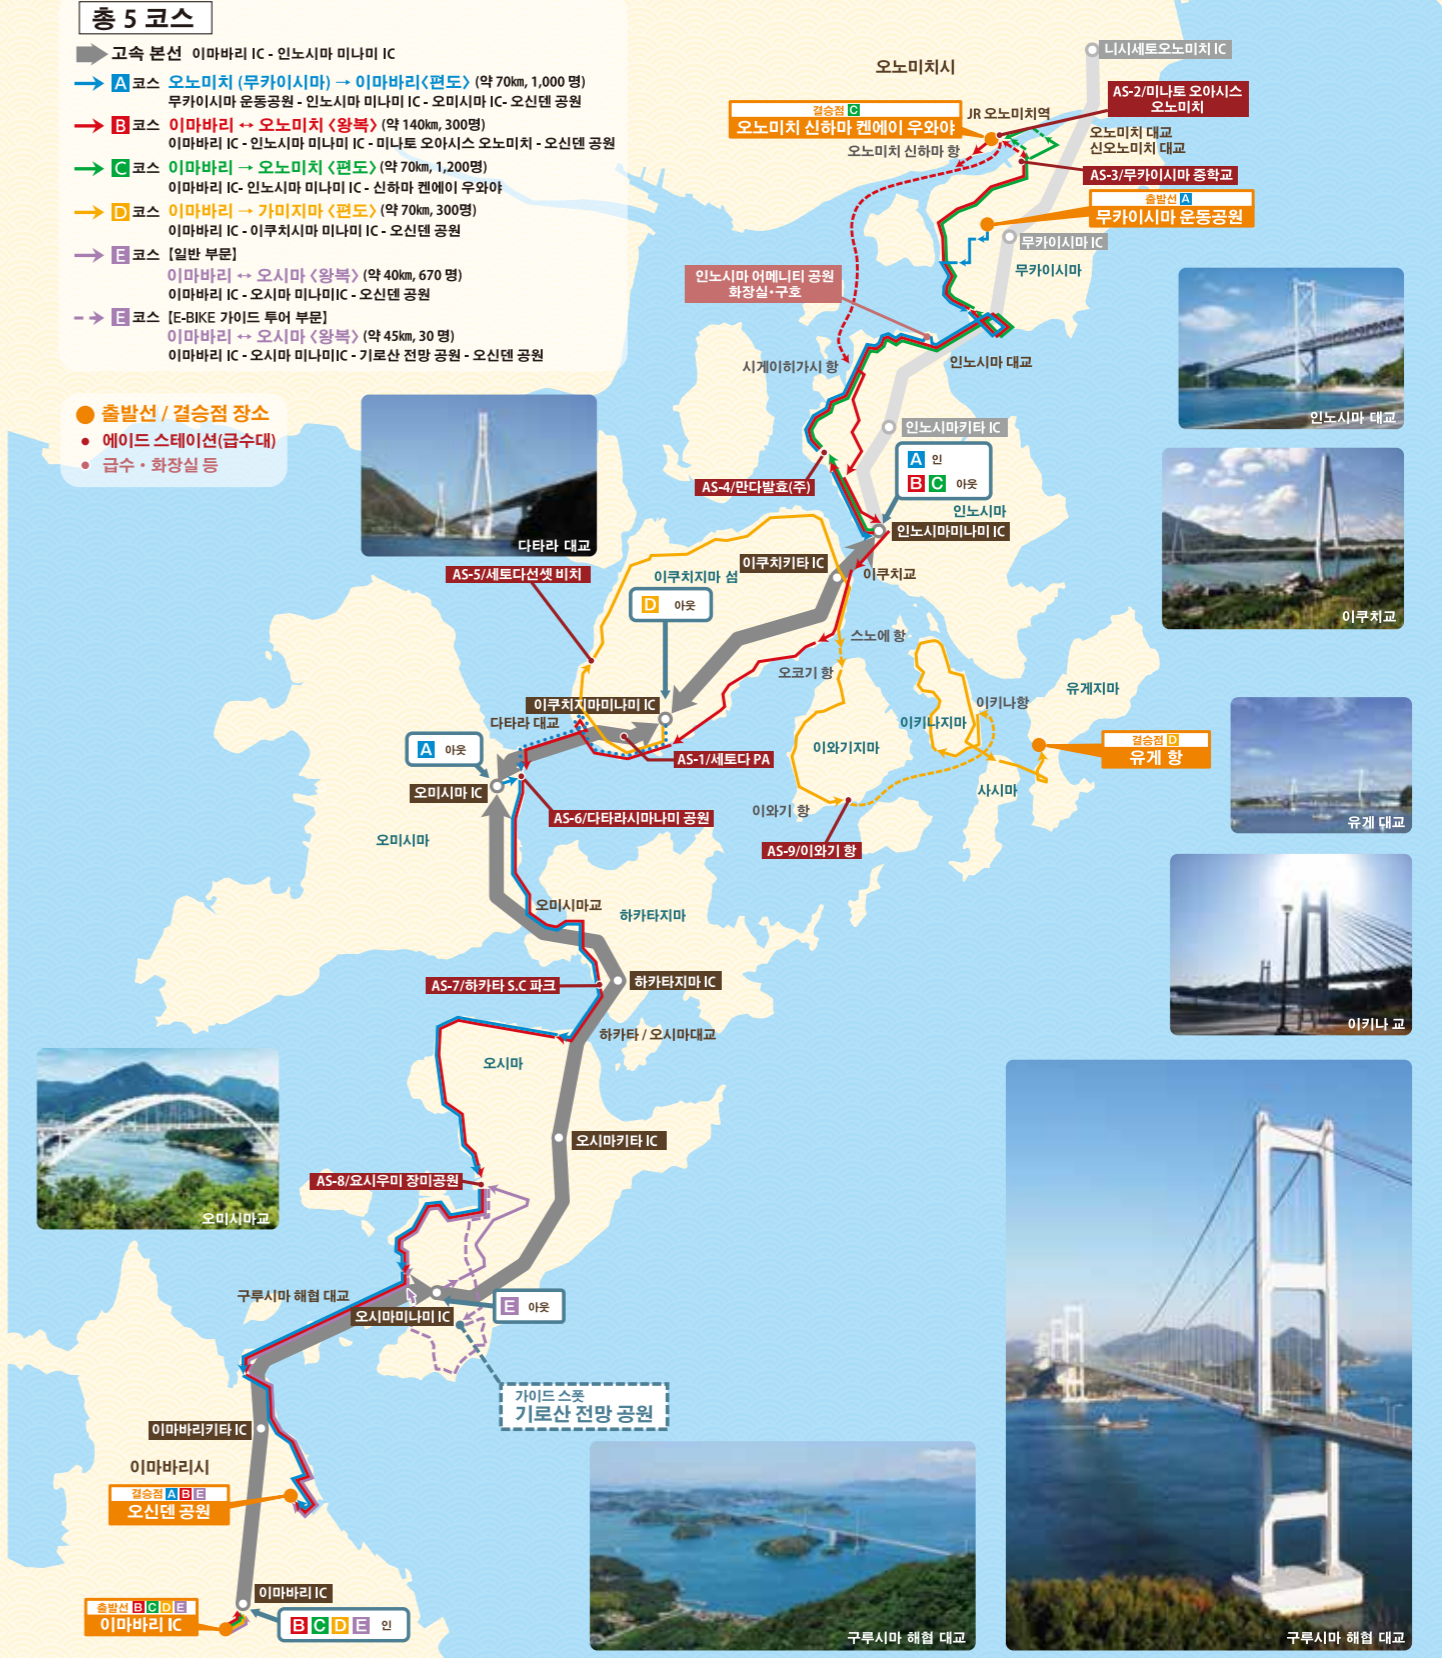 총 5 코스
고속 본선 이마바리 IC - 인노시마 미나미 IC
A 코스 오노미치 (무카이시마) → 이마바리〈편도〉 (약 70km, 1,000 명)
무카이시마 운동공원 - 인노시마 미나미 IC - 오미시마 IC- 오신덴 공원
B 코스 이마바리 ↔ 오노미치 〈왕복〉 (약 140km, 300명)
이마바리 IC - 인노시마 미나미 IC - 미나토 오아시스 오노미치 - 오신덴 공원
C 코스 이마바리 → 오노미치 〈편도〉 (약 70km, 1,200명)
이마바리 IC- 인노시마 미나미 IC - 신하마 켄에이 우와야
D 코스 이마바리 → 가미지마 〈편도〉 (약 70km, 300명)
이마바리 IC - 이쿠치시마 미나미 IC - 오신덴 공원
E 코스 【일반 부문】
이마바리 ↔ 오시마 〈왕복〉 (약 40km, 670 명)
이마바리 IC - 오시마 미나미IC - 오신덴 공원
E 코스 【E-BIKE 가이드 투어 부문】
이마바리 ↔ 오시마 〈왕복〉 (약 45km, 30 명)
이마바리 IC - 오시마 미나미IC - 기로산 전망 공원 - 오신덴 공원
출발선 / 결승점 장소
에이드 스테이션(급수대)
급수・화장실 등
니시세토오노미치 IC
오노미치시
AS-2/미나토 오아시스
오노미치
결승점 C
오노미치 신하마 켄에이 우와야
JR 오노미치역
오노미치 대교
신오노미치 대교
오노미치 신하마 항
AS-3/무카이시마 중학교
출발선 A
무카이시마 운동공원
무카이시마 IC
무카이시마
인노시마 어메니티 공원
화장실・구호
시게이히가시 항
인노시마 대교
인노시마 대교
인노시마키타 IC
A 인
B C 아웃
AS-4/만다발효(주)
인노시마
인노시마미나미 IC
다타라 대교
이쿠치키타 IC
이쿠치교
이쿠치교
AS-5/세토다선셋 비치
이쿠치지마 섬
D 아웃
스노에 항
오코기 항
이키나항
유게지마
이쿠치지마미나미 IC
다타라 대교
이키나지마
이와기지마
A 아웃
AS-1/세토다 PA
결승점 D
유게 항
오미시마 IC
사시마
이와기 항
AS-6/다타라시마나미 공원
유게 대교
오미시마
AS-9/이와기 항
오미시마교
하카타지마
AS-7/하카타 S.C 파크
하카타지마 IC
이키나 교
하카타 / 오시마대교
오시마
오시마키타 IC
AS-8/요시우미 장미공원
오미시마교
구루시마 해협 대교
오시마미나미 IC
E 아웃
가이드 스폿
기로산 전망 공원
이마바리키타 IC
이마바리시
결승점 A B E
오신덴 공원
이마바리 IC
출발선 B C D E
이마바리 IC
B C D E 인
구루시마 해협 대교
구루시마 해협 대교